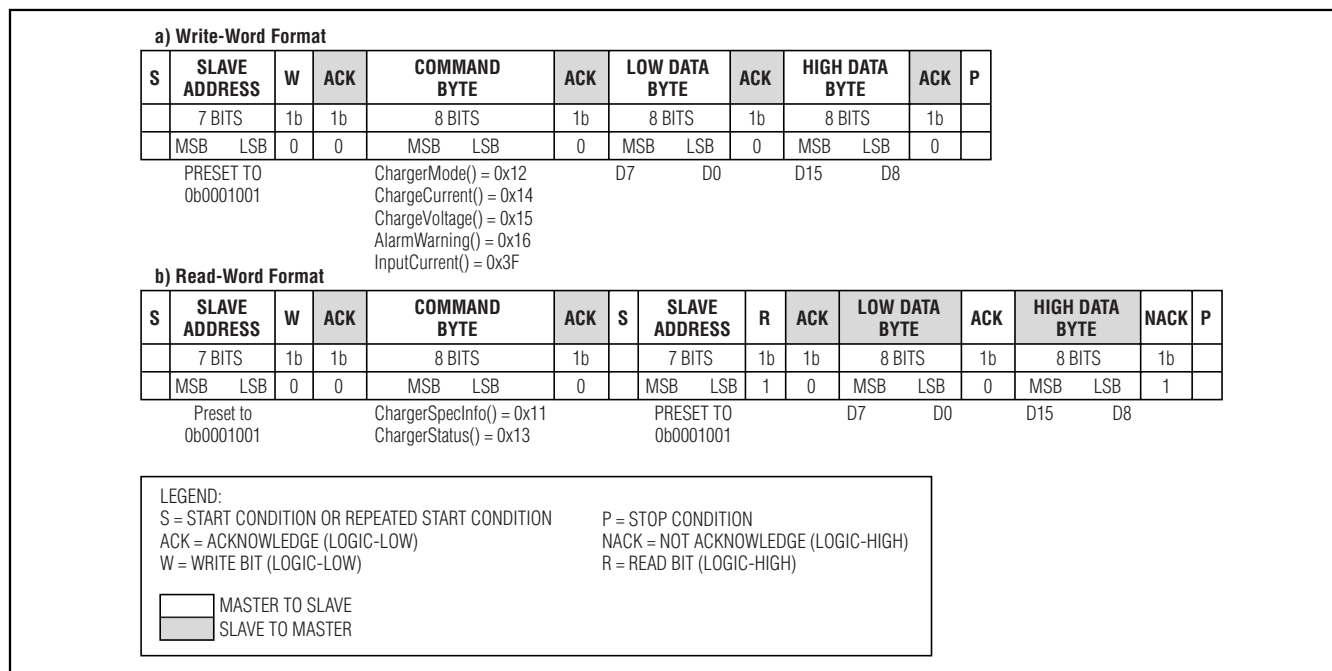 a) Write-Word Format
S SLAVE ADDRESS W ACK COMMAND BYTE ACK LOW DATA BYTE ACK HIGH DATA BYTE ACK P
7 BITS 1b 1b 8 BITS 1b 8 BITS 1b 8 BITS 1b
MSB LSB 0 0 MSB LSB 0 MSB LSB 0 MSB LSB 0
PRESET TO 0b0001001
ChargerMode() = 0x12
ChargeCurrent() = 0x14
ChargeVoltage() = 0x15
AlarmWarning() = 0x16
InputCurrent() = 0x3F
D7 D0 D15 D8
b) Read-Word Format
S SLAVE ADDRESS W ACK COMMAND BYTE ACK S SLAVE ADDRESS R ACK LOW DATA BYTE ACK HIGH DATA BYTE NACK P
7 BITS 1b 1b 8 BITS 1b 7 BITS 1b 1b 8 BITS 1b 8 BITS 1b
MSB LSB 0 0 MSB LSB 0 MSB LSB 1 0 MSB LSB 0 MSB LSB 1
Preset to 0b0001001
ChargerSpecInfo() = 0x11
ChargerStatus() = 0x13
PRESET TO 0b0001001
D7 D0 D15 D8
LEGEND:
S = START CONDITION OR REPEATED START CONDITION
ACK = ACKNOWLEDGE (LOGIC-LOW)
W = WRITE BIT (LOGIC-LOW)
P = STOP CONDITION
NACK = NOT ACKNOWLEDGE (LOGIC-HIGH)
R = READ BIT (LOGIC-HIGH)
MASTER TO SLAVE
SLAVE TO MASTER